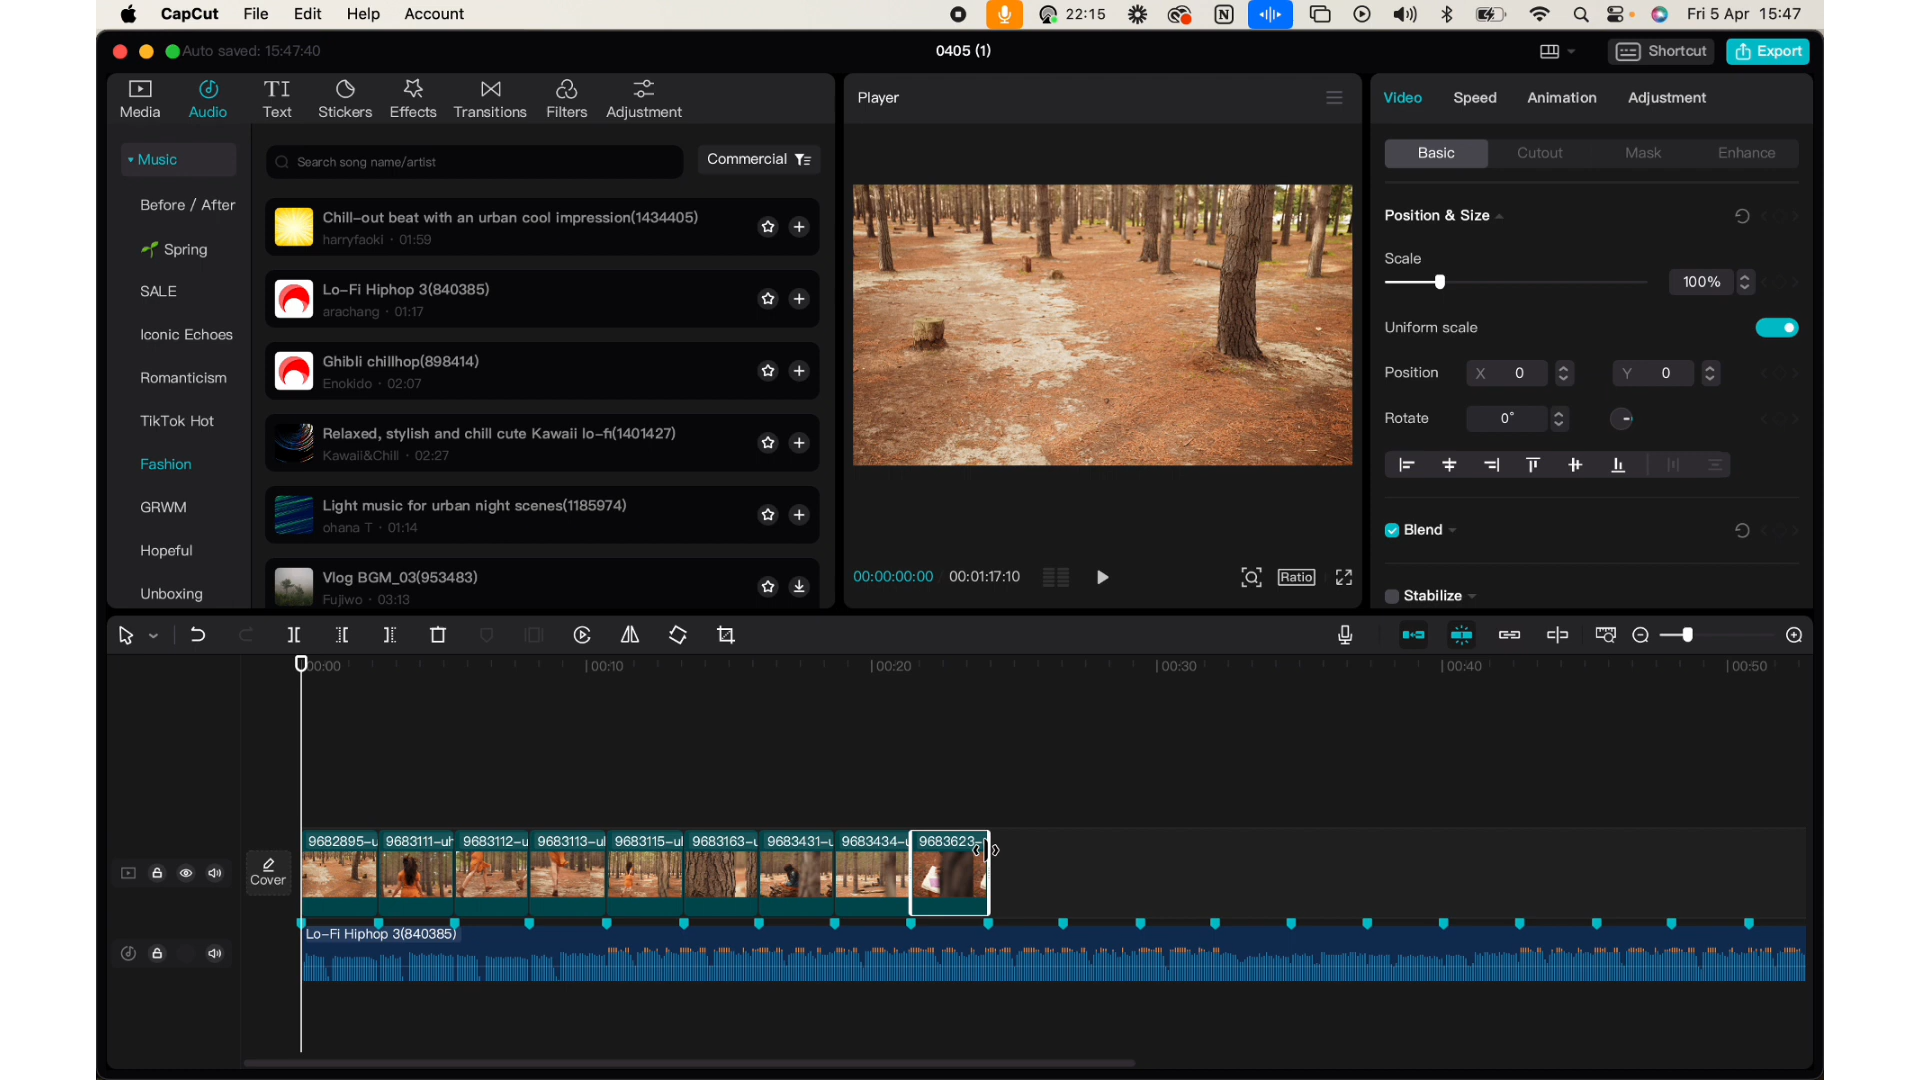 CapCut File Edit Help Account 22:15 Fri 5 Apr 15:47
Auto saved: 15:47:40 0405 (1) Shortcut Export
Media Audio Text Stickers Effects Transitions Filters Adjustment
Music
Before / After
Spring
SALE
Iconic Echoes
Romanticism
TikTok Hot
Fashion
GRWM
Hopeful
Unboxing
Search song name/artist Commercial
Chill-out beat with an urban cool impression(1434405)
harryfaoki · 01:59
Lo-Fi Hiphop 3(840385)
arachang · 01:17
Ghibli chillhop(898414)
Enokido · 02:07
Relaxed, stylish and chill cute Kawaii lo-fi(1401427)
Kawaii&Chill · 02:27
Light music for urban night scenes(1185974)
ohana T · 01:14
Vlog BGM_03(953483)
Fujiwo · 03:13
Player
00:00:00:00 00:01:17:10 Ratio
Video Speed Animation Adjustment
Basic Cutout Mask Enhance
Position & Size
Scale
100%
Uniform scale
Position X 0 Y 0
Rotate 0°
Blend
Stabilize
00:00 00:10 00:20 00:30 00:40 00:50
Cover
9682895-u 9683111-uh 9683112-u 9683113-ul 9683115-ul 9683163-u 9683431-u 9683434-u 9683623-
Lo-Fi Hiphop 3(840385)